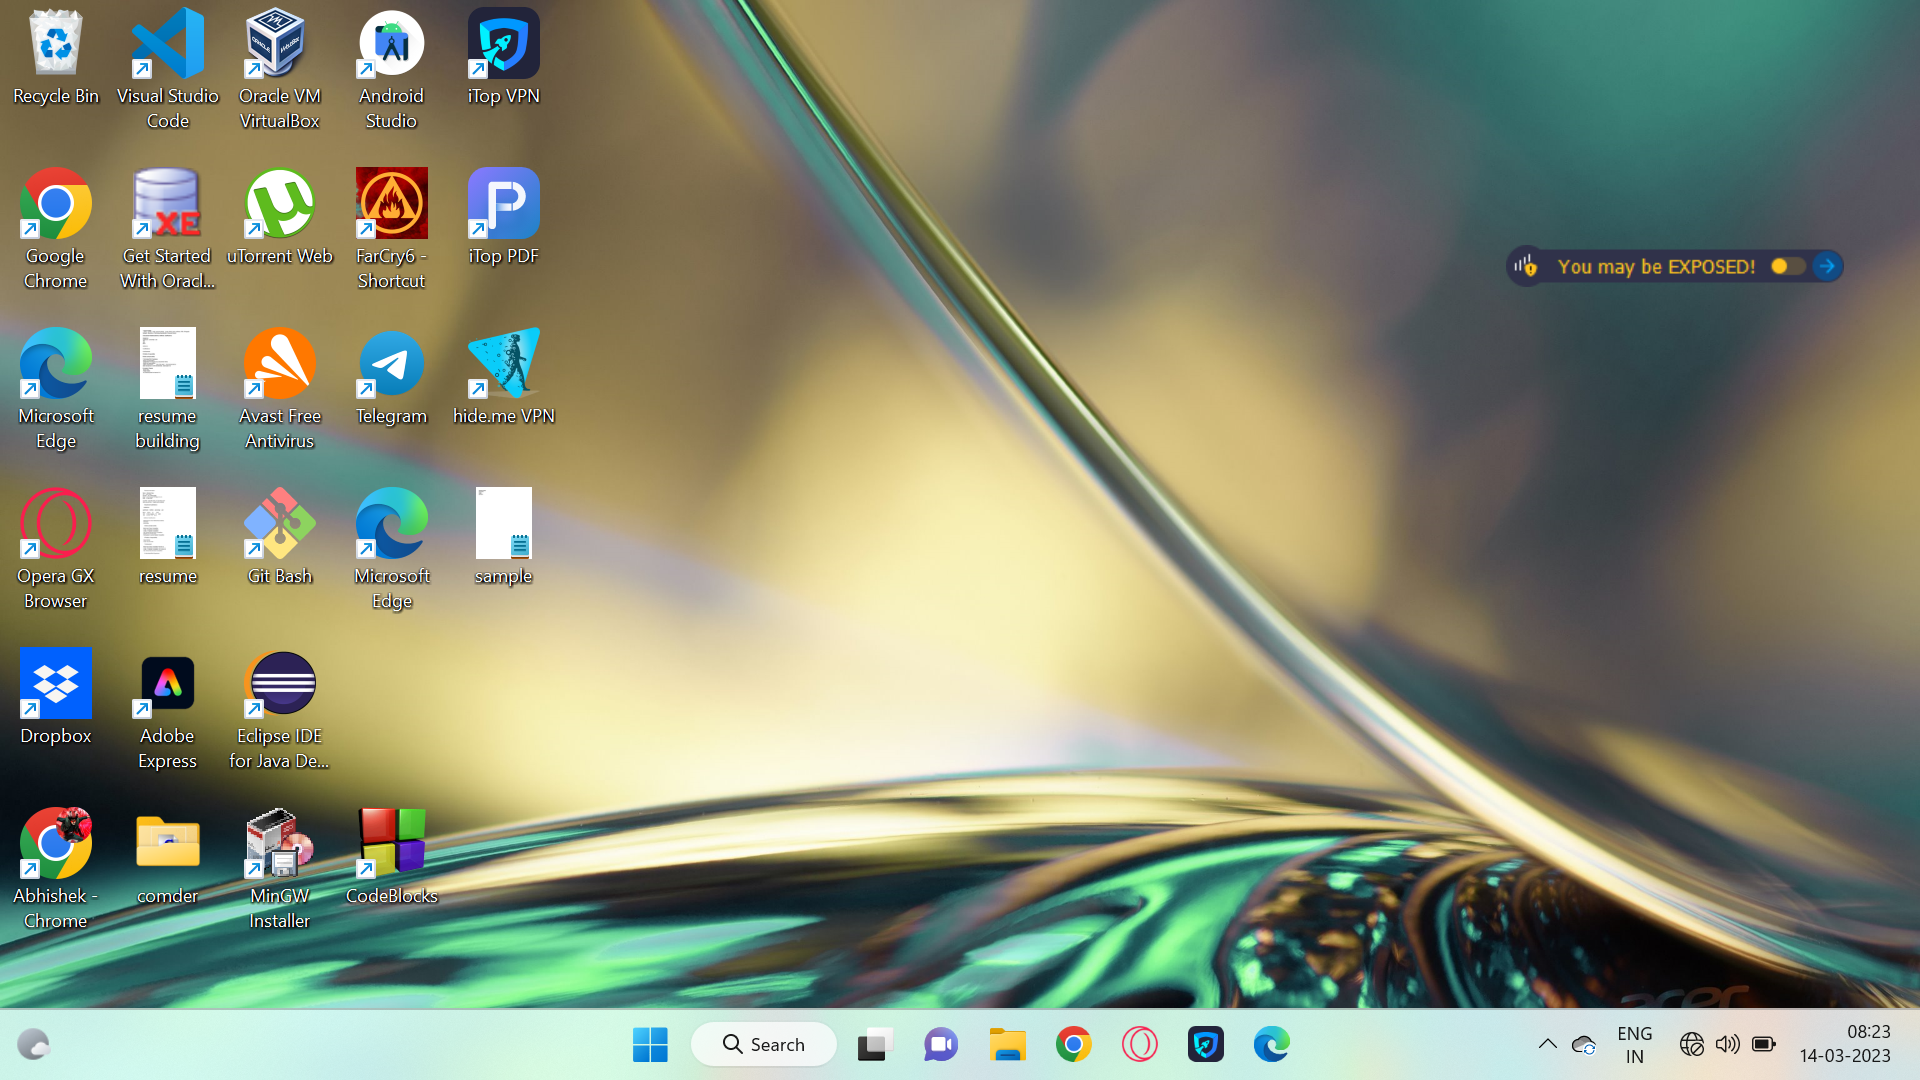 Recycle Bin
Visual Studio
Code
Oracle VM
VirtualBox
Android
Studio
iTop VPN
Google
Chrome
Get Started
With Oracl...
uTorrent Web
FarCry6 -
Shortcut
iTop PDF
You may be EXPOSED!
Microsoft
Edge
resume
building
Avast Free
Antivirus
Telegram
hide.me VPN
Opera GX
Browser
resume
Git Bash
Microsoft
Edge
sample
Dropbox
Adobe
Express
Eclipse IDE
for Java De...
Abhishek -
Chrome
comder
MinGW
Installer
CodeBlocks
acer
Search
ENG
IN
08:23
14-03-2023